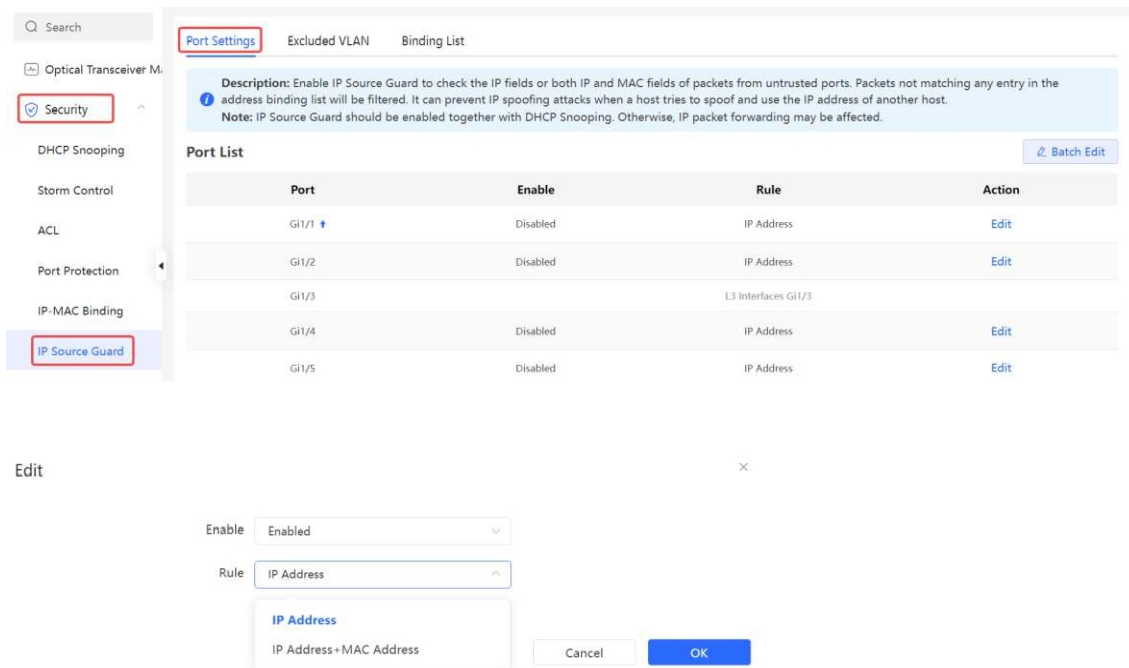 Search
Optical Transceiver Ma
Security
DHCP Snooping
Storm Control
ACL
Port Protection
IP-MAC Binding
IP Source Guard
Port Settings Excluded VLAN Binding List
Description: Enable IP Source Guard to check the IP fields or both IP and MAC fields of packets from untrusted ports. Packets not matching any entry in the
address binding list will be filtered. It can prevent IP spoofing attacks when a host tries to spoof and use the IP address of another host.
Note: IP Source Guard should be enabled together with DHCP Snooping. Otherwise, IP packet forwarding may be affected.
Port List Batch Edit
Port Enable Rule Action
Gi1/1 Disabled IP Address Edit
Gi1/2 Disabled IP Address Edit
Gi1/3 L3 Interfaces Gi1/3
Gi1/4 Disabled IP Address Edit
Gi1/5 Disabled IP Address Edit
Edit
Enable Enabled
Rule IP Address
IP Address
IP Address+MAC Address
Cancel OK